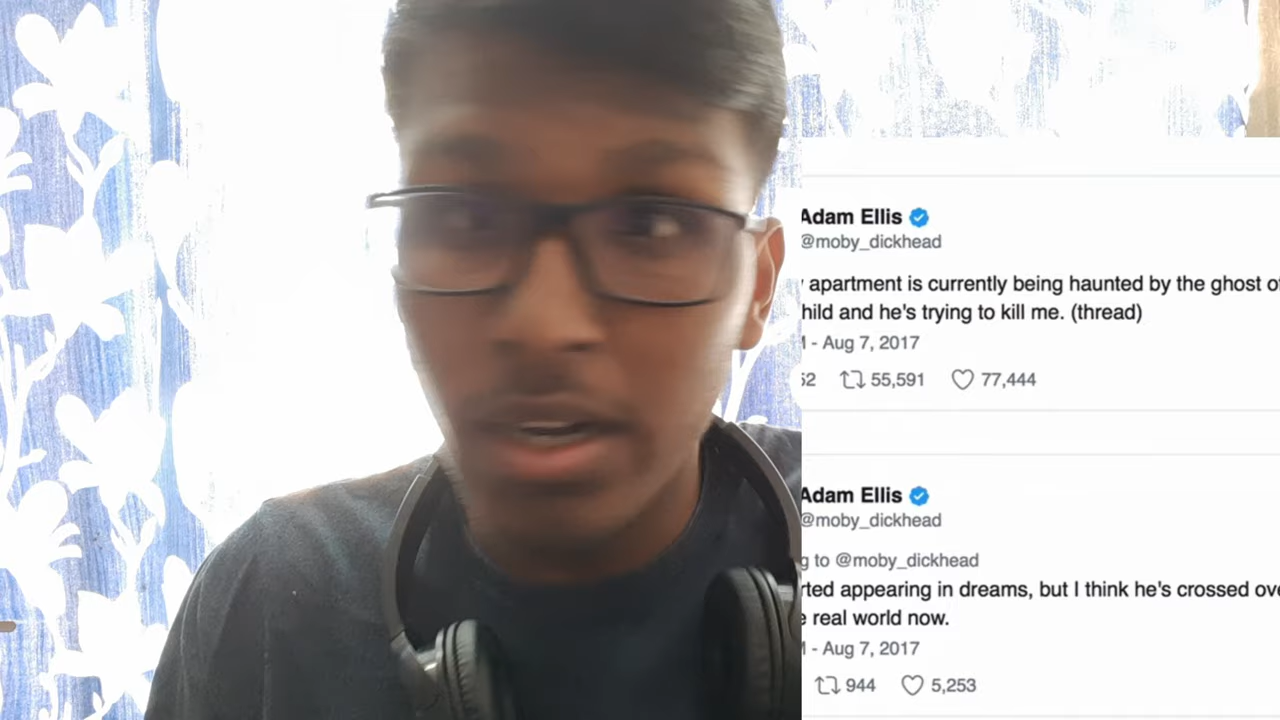 Adam Ellis
@moby_dickhead
apartment is currently being haunted by the ghost of
hild and he's trying to kill me. (thread)
- Aug 7, 2017
52 55,591 77,444
Adam Ellis
@moby_dickhead
g to @moby_dickhead
rted appearing in dreams, but I think he's crossed ove
e real world now.
- Aug 7, 2017
944 5,253